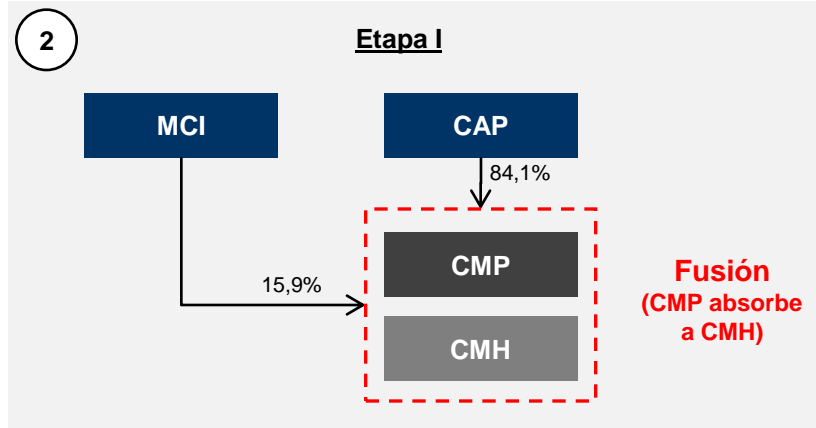 2
Etapa I
MCI
CAP
84,1%
CMP
15,9%
CMH
Fusión
(CMP absorbe
a CMH)